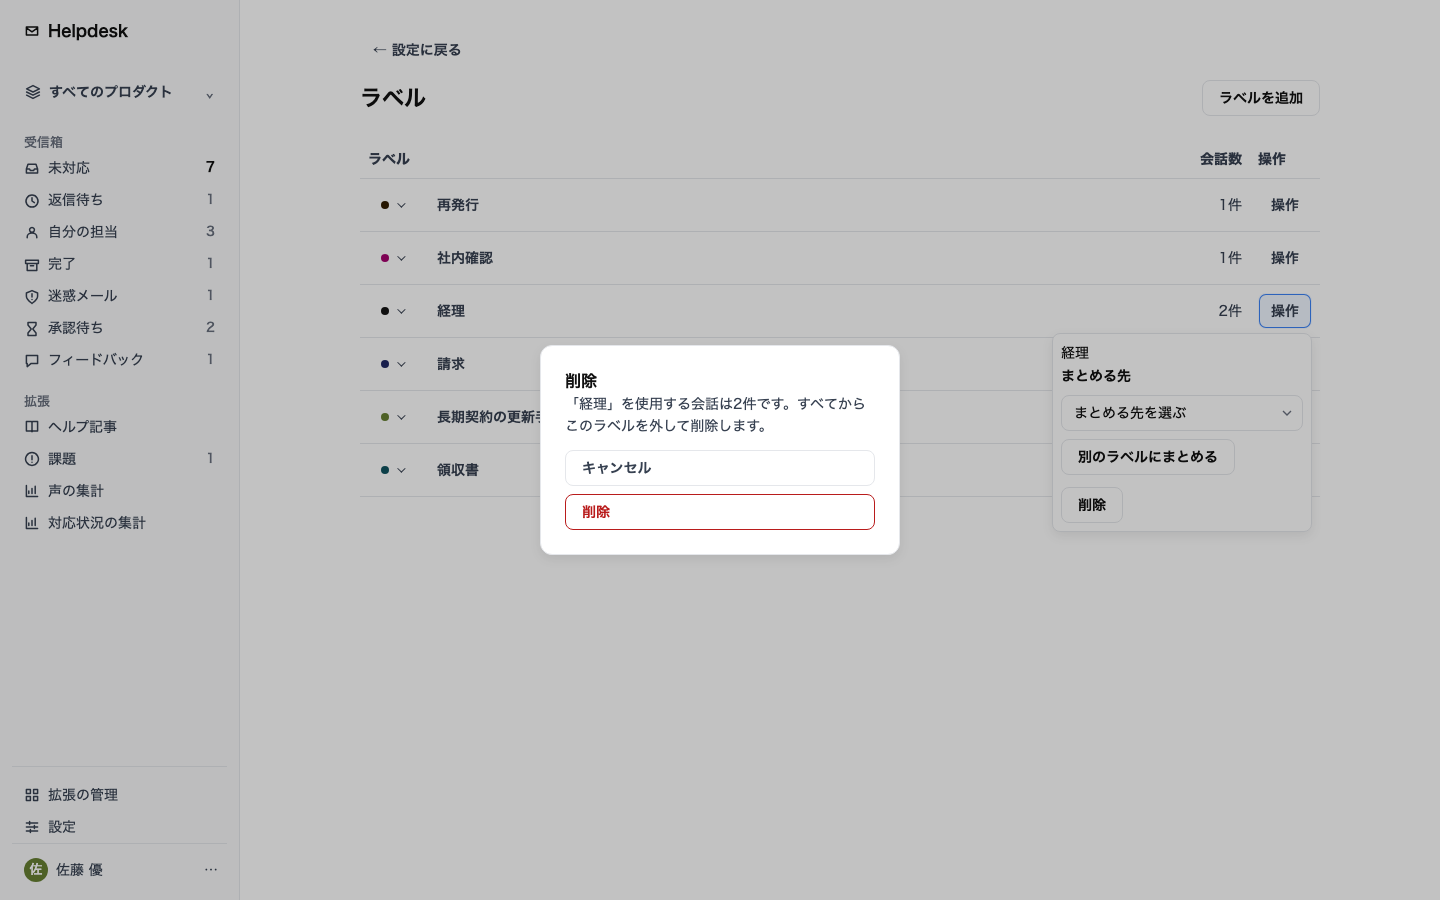 Helpdesk
すべてのプロダクト
受信箱
未対応 7
返信待ち 1
自分の担当 3
完了 1
迷惑メール 1
承認待ち 2
フィードバック 1
拡張
ヘルプ記事
課題 1
声の集計
対応状況の集計
拡張の管理
設定
佐 佐藤 優 …
← 設定に戻る
ラベル
ラベルを追加
ラベル 会話数 操作
再発行 1件 操作
社内確認 1件 操作
経理 2件 操作
請求
長期契約の更新
領収書
経理
まとめる先
まとめる先を選ぶ
別のラベルにまとめる
削除
削除
「経理」を使用する会話は2件です。すべてから
このラベルを外して削除します。
キャンセル
削除